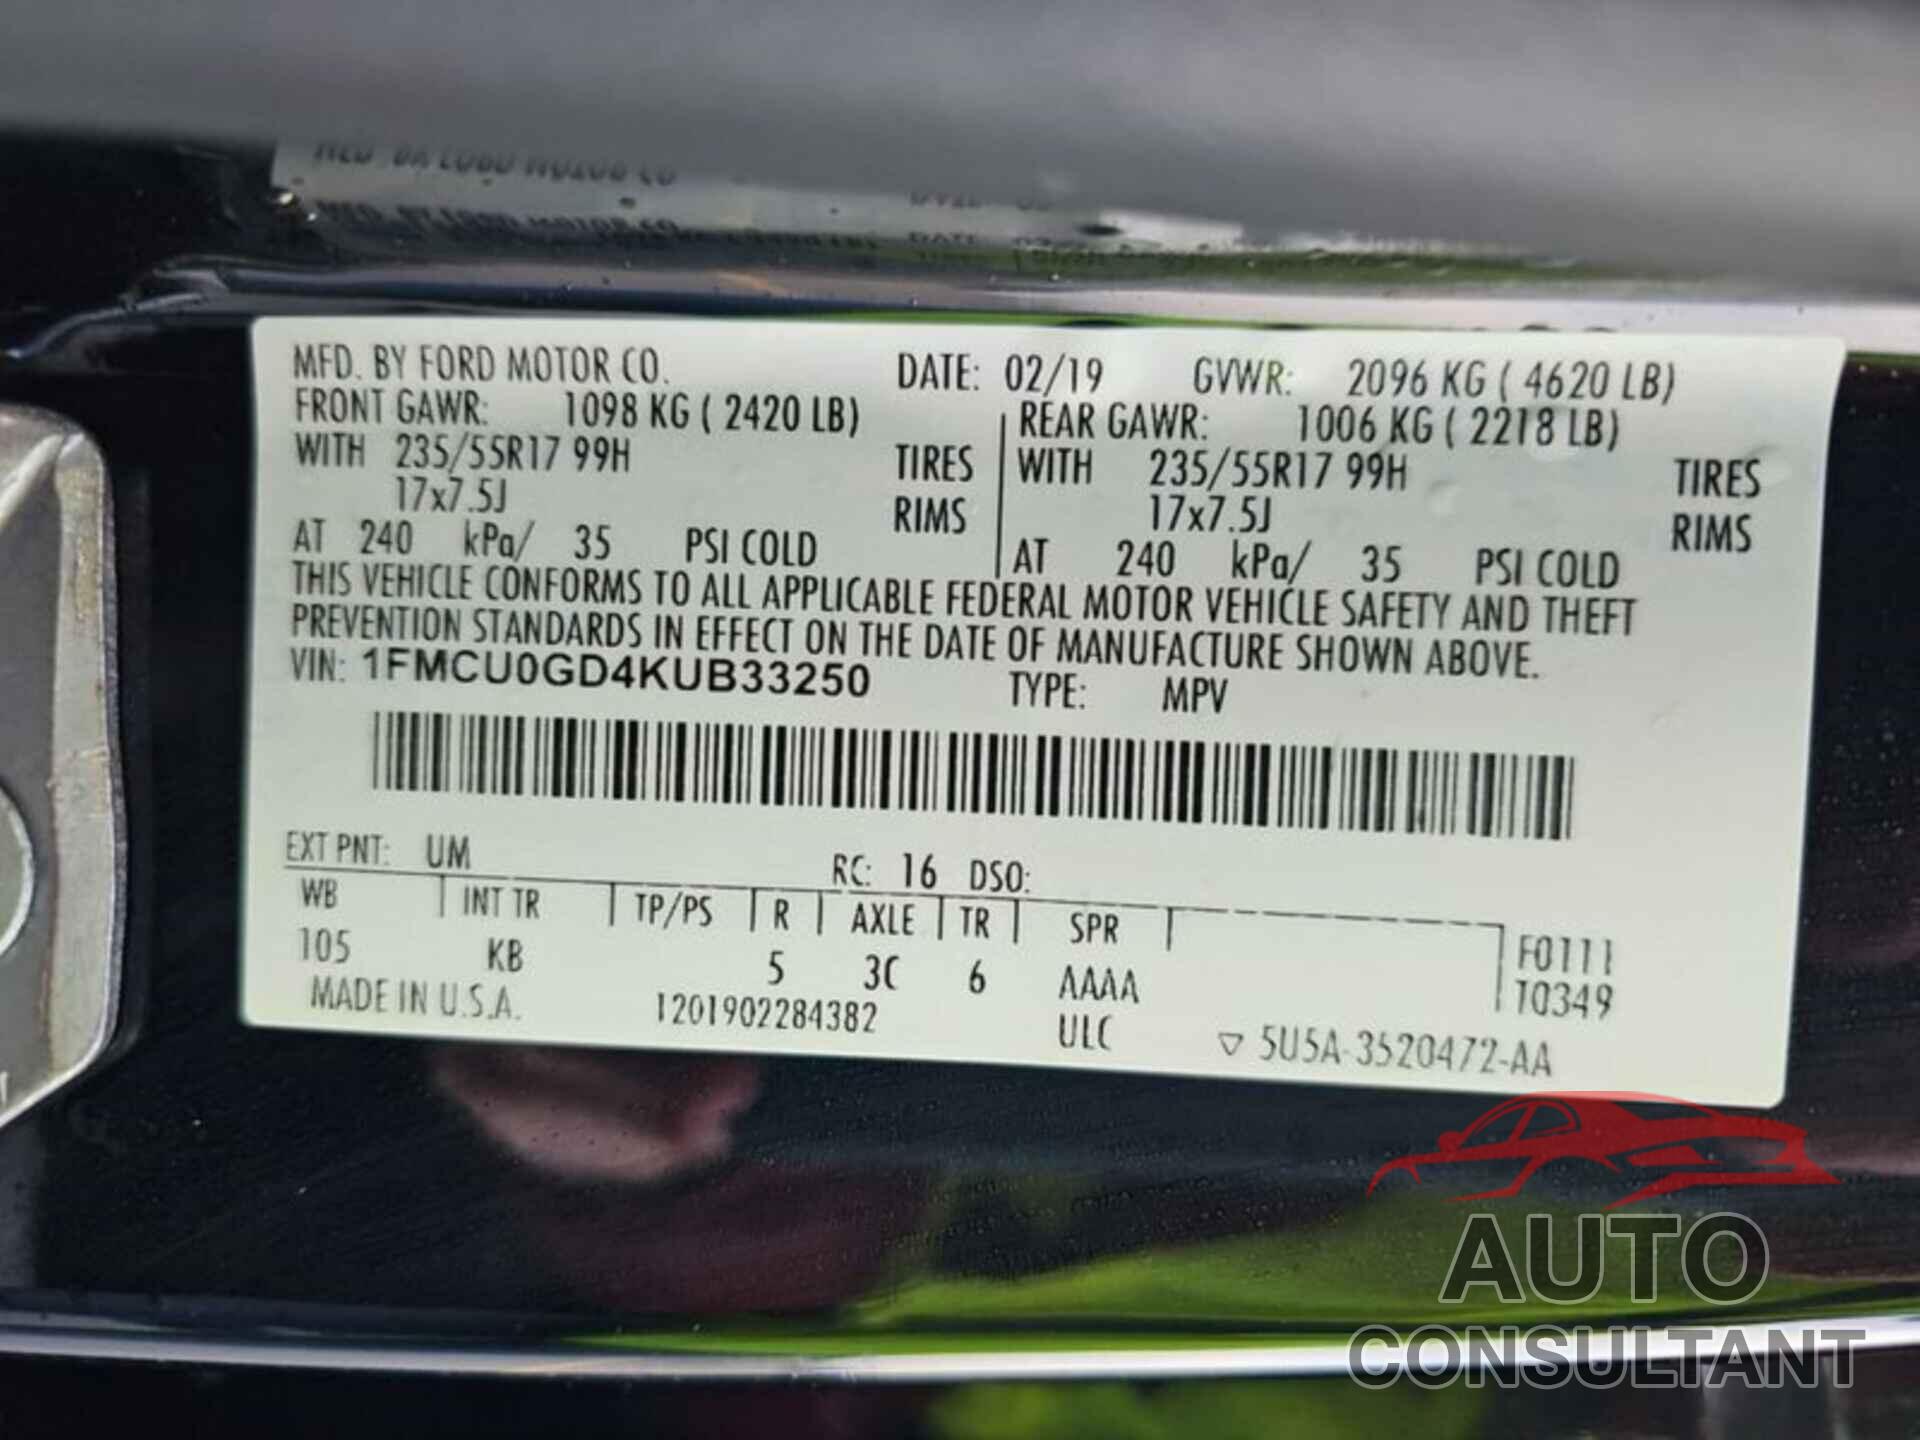 MFD. BY FORD MOTOR CO. DATE: 02/19 GVWR: 2096 KG ( 4620 LB)
FRONT GAWR: 1098 KG ( 2420 LB) REAR GAWR: 1006 KG ( 2218 LB)
WITH 235/55R17 99H TIRES WITH 235/55R17 99H TIRES
17x7.5J RIMS 17x7.5J RIMS
AT 240 kPa/ 35 PSI COLD AT 240 kPa/ 35 PSI COLD
THIS VEHICLE CONFORMS TO ALL APPLICABLE FEDERAL MOTOR VEHICLE SAFETY AND THEFT
PREVENTION STANDARDS IN EFFECT ON THE DATE OF MANUFACTURE SHOWN ABOVE.
VIN: 1FMCU0GD4KUB33250 TYPE: MPV
EXT PNT: UM RC: 16 DSO:
WB INT TR TP/PS R AXLE TR SPR
105 KB 5 3C 6 AAAA F0111
T0349
MADE IN U.S.A. 1201902284382 ULC ▽ 5U5A-3520472-AA
AUTO
CONSULTANT